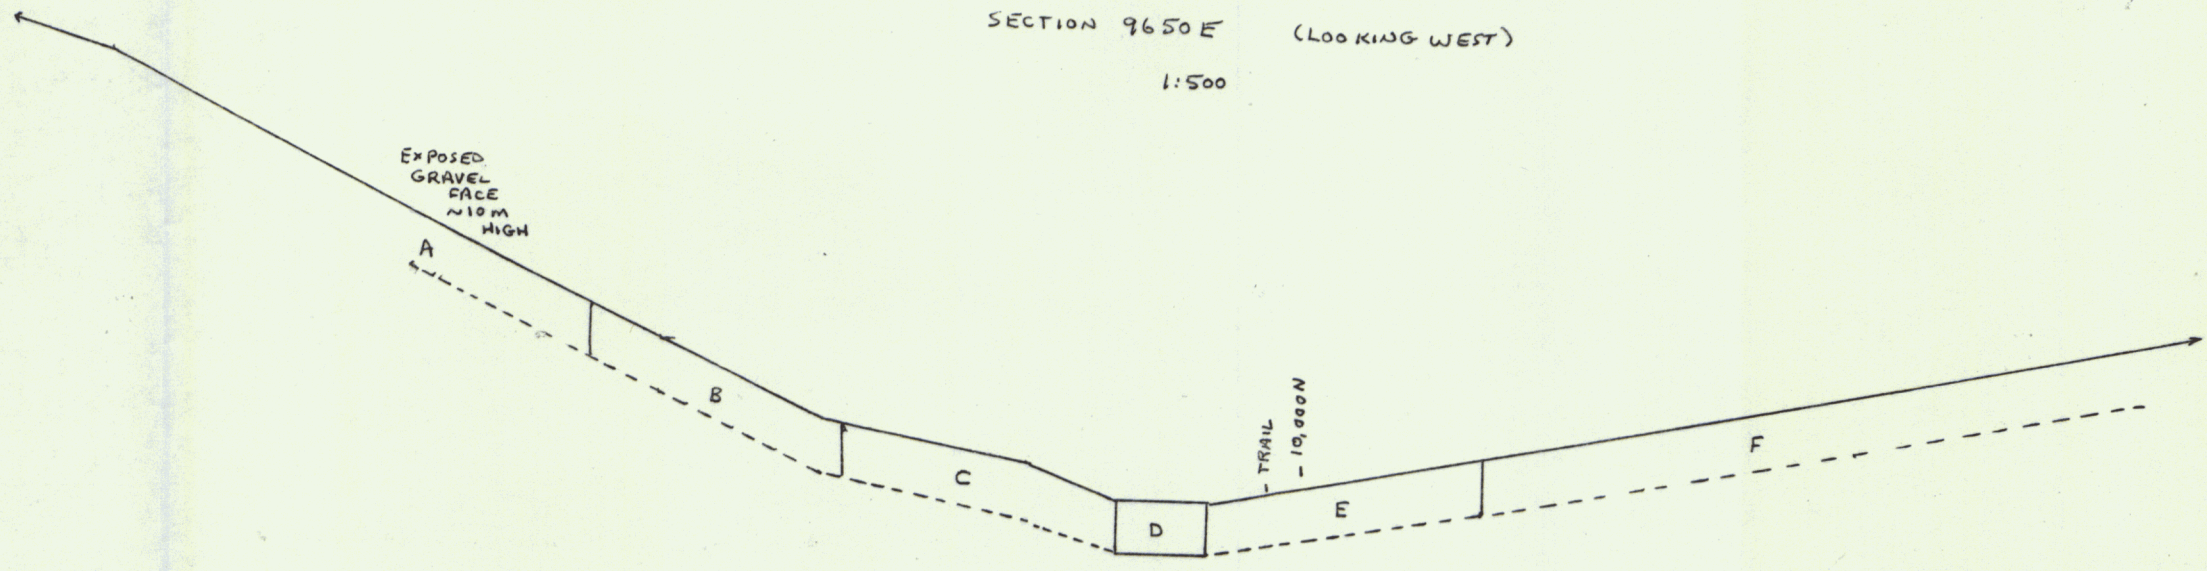 SECTION 9650E (LOOKING WEST)
1:500
EXPOSED
GRAVEL
FACE
~10m
HIGH
A
B
C
D
E
F
- TRAIL
- 10,000N